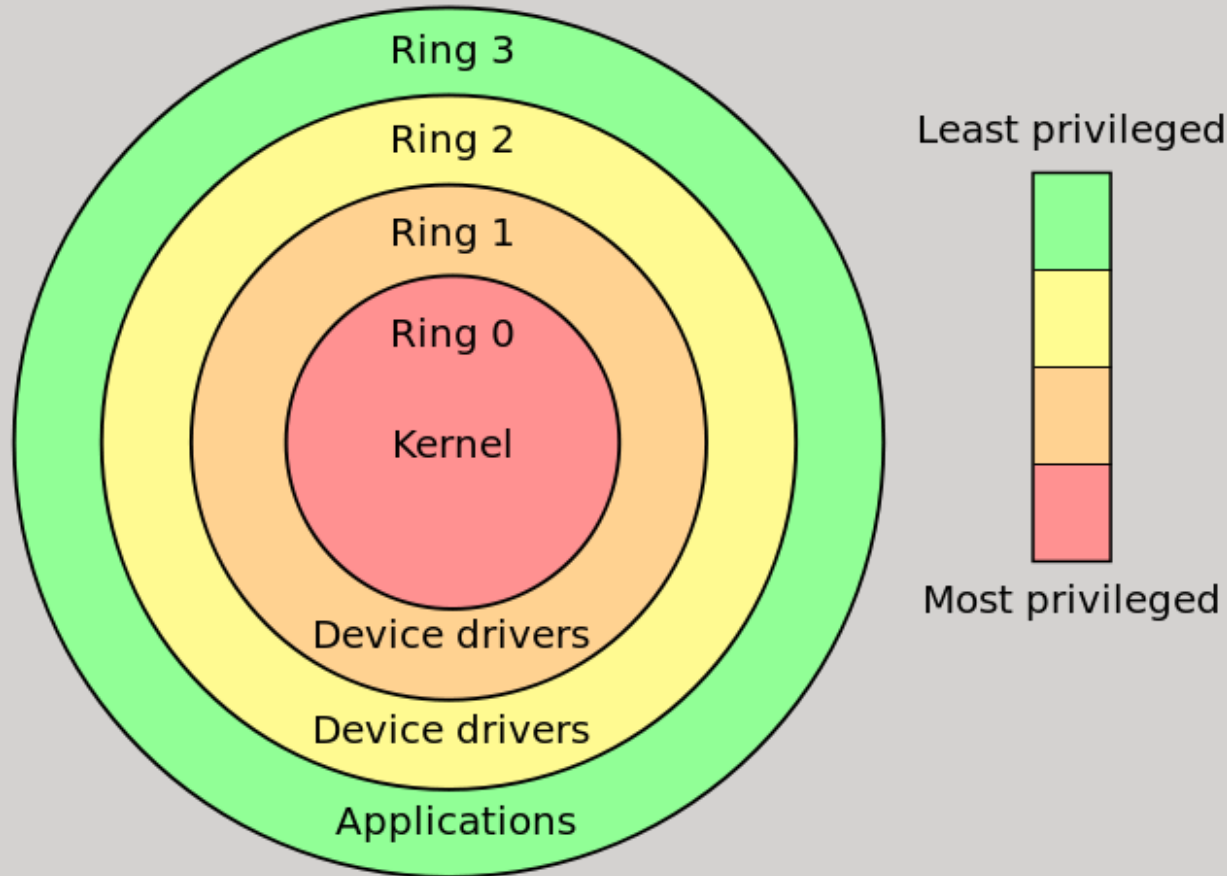 Ring 3
Ring 2
Ring 1
Ring 0
Kernel
Device drivers
Device drivers
Applications
Least privileged
Most privileged